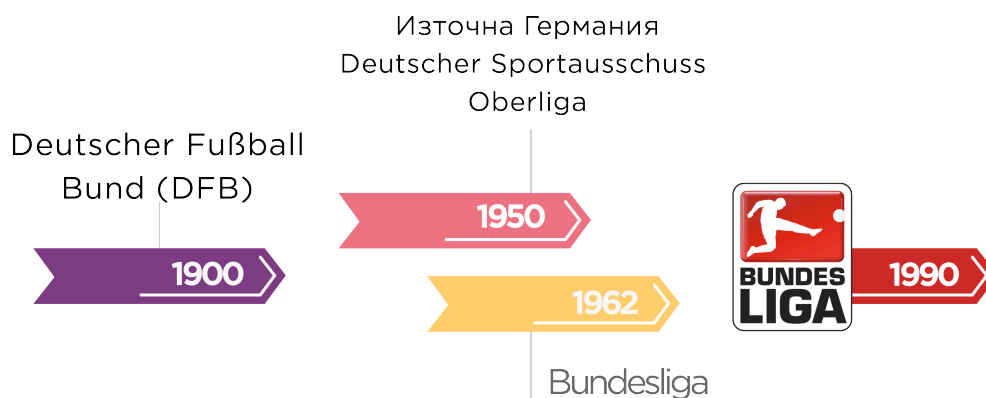 Източна Германия
Deutscher Sportausschuss
Oberliga
Deutscher Fußball
Bund (DFB)
1950
1900
1962
BUNDES
LIGA
1990
Bundesliga